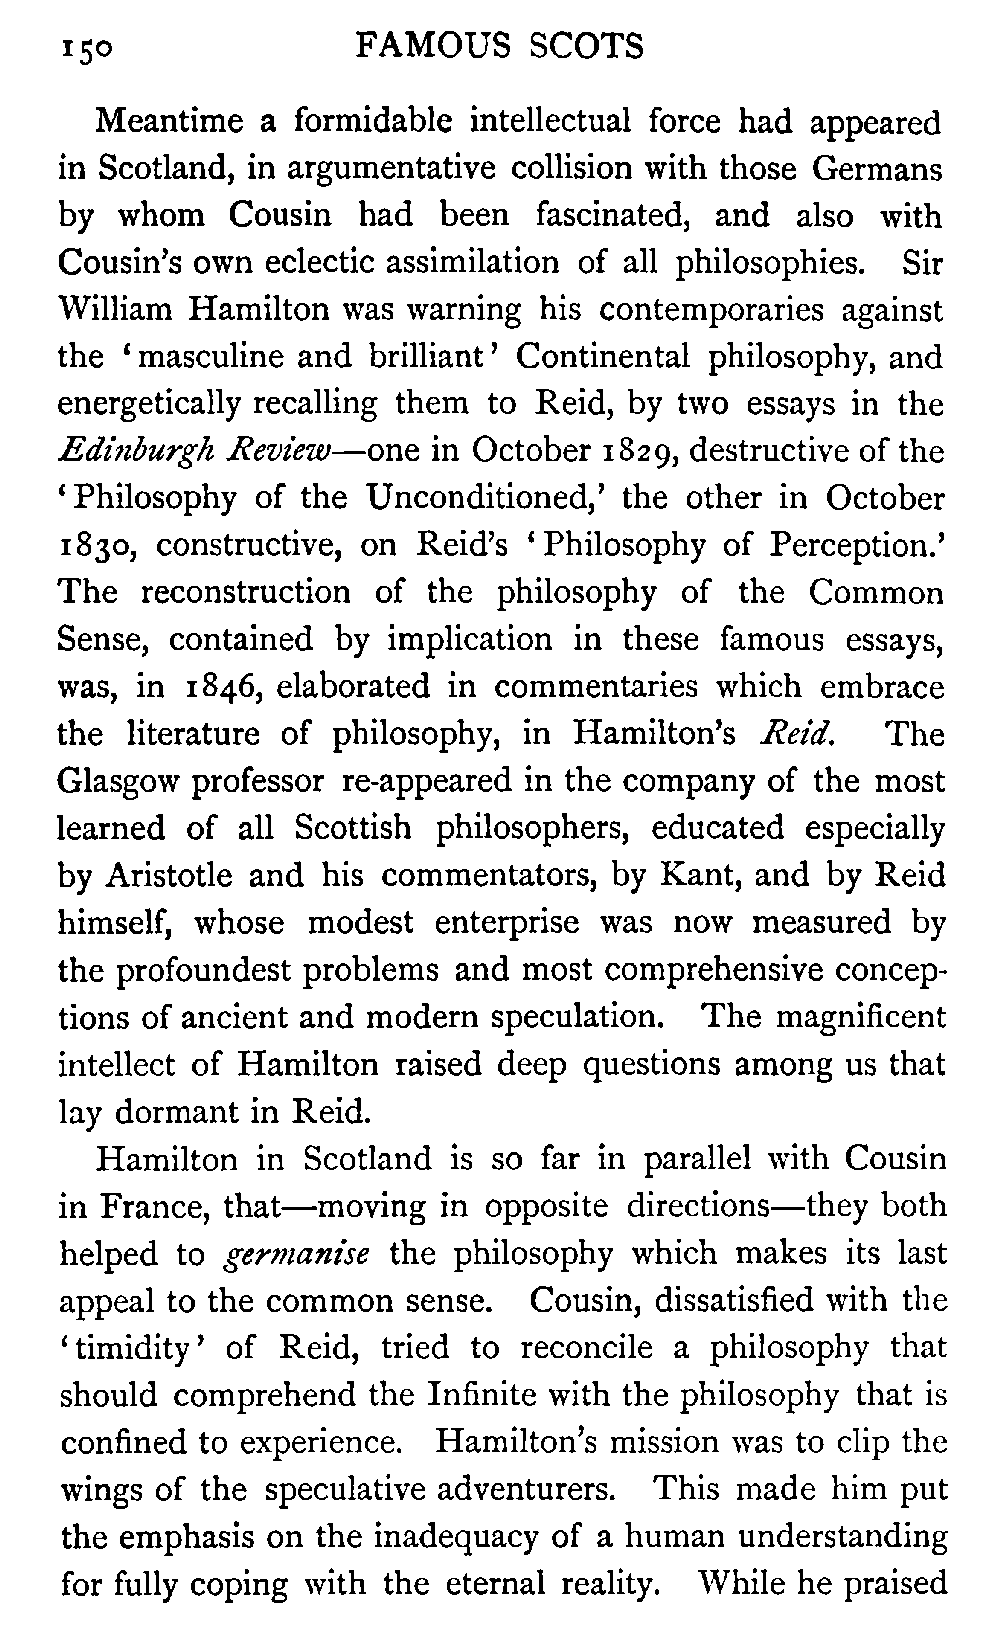 150 FAMOUS SCOTS
Meantime a formidable intellectual force had appeared
in Scotland, in argumentative collision with those Germans
by whom Cousin had been fascinated, and also with
Cousin's own eclectic assimilation of all philosophies. Sir
William Hamilton was warning his contemporaries against
the ‘masculine and brilliant’ Continental philosophy, and
energetically recalling them to Reid, by two essays in the
Edinburgh Review—one in October 1829, destructive of the
‘Philosophy of the Unconditioned,’ the other in October
1830, constructive, on Reid's ‘Philosophy of Perception.’
The reconstruction of the philosophy of the Common
Sense, contained by implication in these famous essays,
was, in 1846, elaborated in commentaries which embrace
the literature of philosophy, in Hamilton's Reid. The
Glasgow professor re-appeared in the company of the most
learned of all Scottish philosophers, educated especially
by Aristotle and his commentators, by Kant, and by Reid
himself, whose modest enterprise was now measured by
the profoundest problems and most comprehensive concep-
tions of ancient and modern speculation. The magnificent
intellect of Hamilton raised deep questions among us that
lay dormant in Reid.
Hamilton in Scotland is so far in parallel with Cousin
in France, that—moving in opposite directions—they both
helped to germanise the philosophy which makes its last
appeal to the common sense. Cousin, dissatisfied with the
‘timidity’ of Reid, tried to reconcile a philosophy that
should comprehend the Infinite with the philosophy that is
confined to experience. Hamilton's mission was to clip the
wings of the speculative adventurers. This made him put
the emphasis on the inadequacy of a human understanding
for fully coping with the eternal reality. While he praised